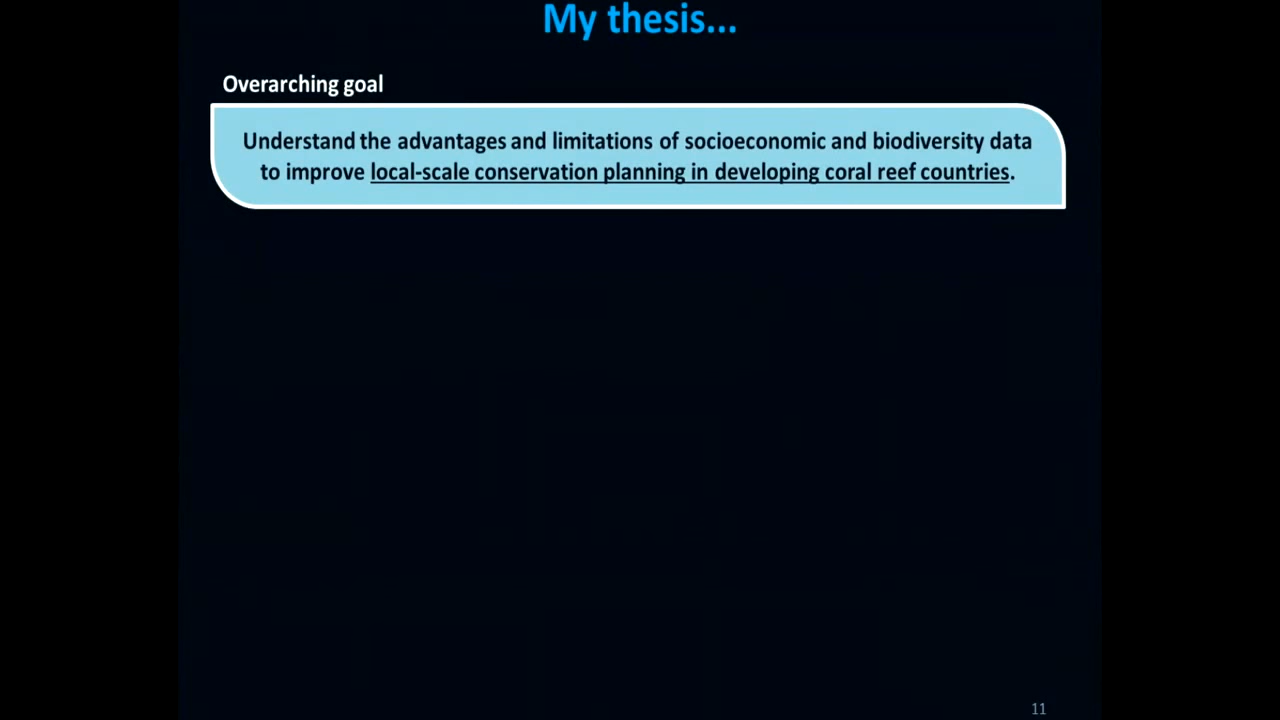 My thesis...
Overarching goal
Understand the advantages and limitations of socioeconomic and biodiversity data
to improve local-scale conservation planning in developing coral reef countries.
11